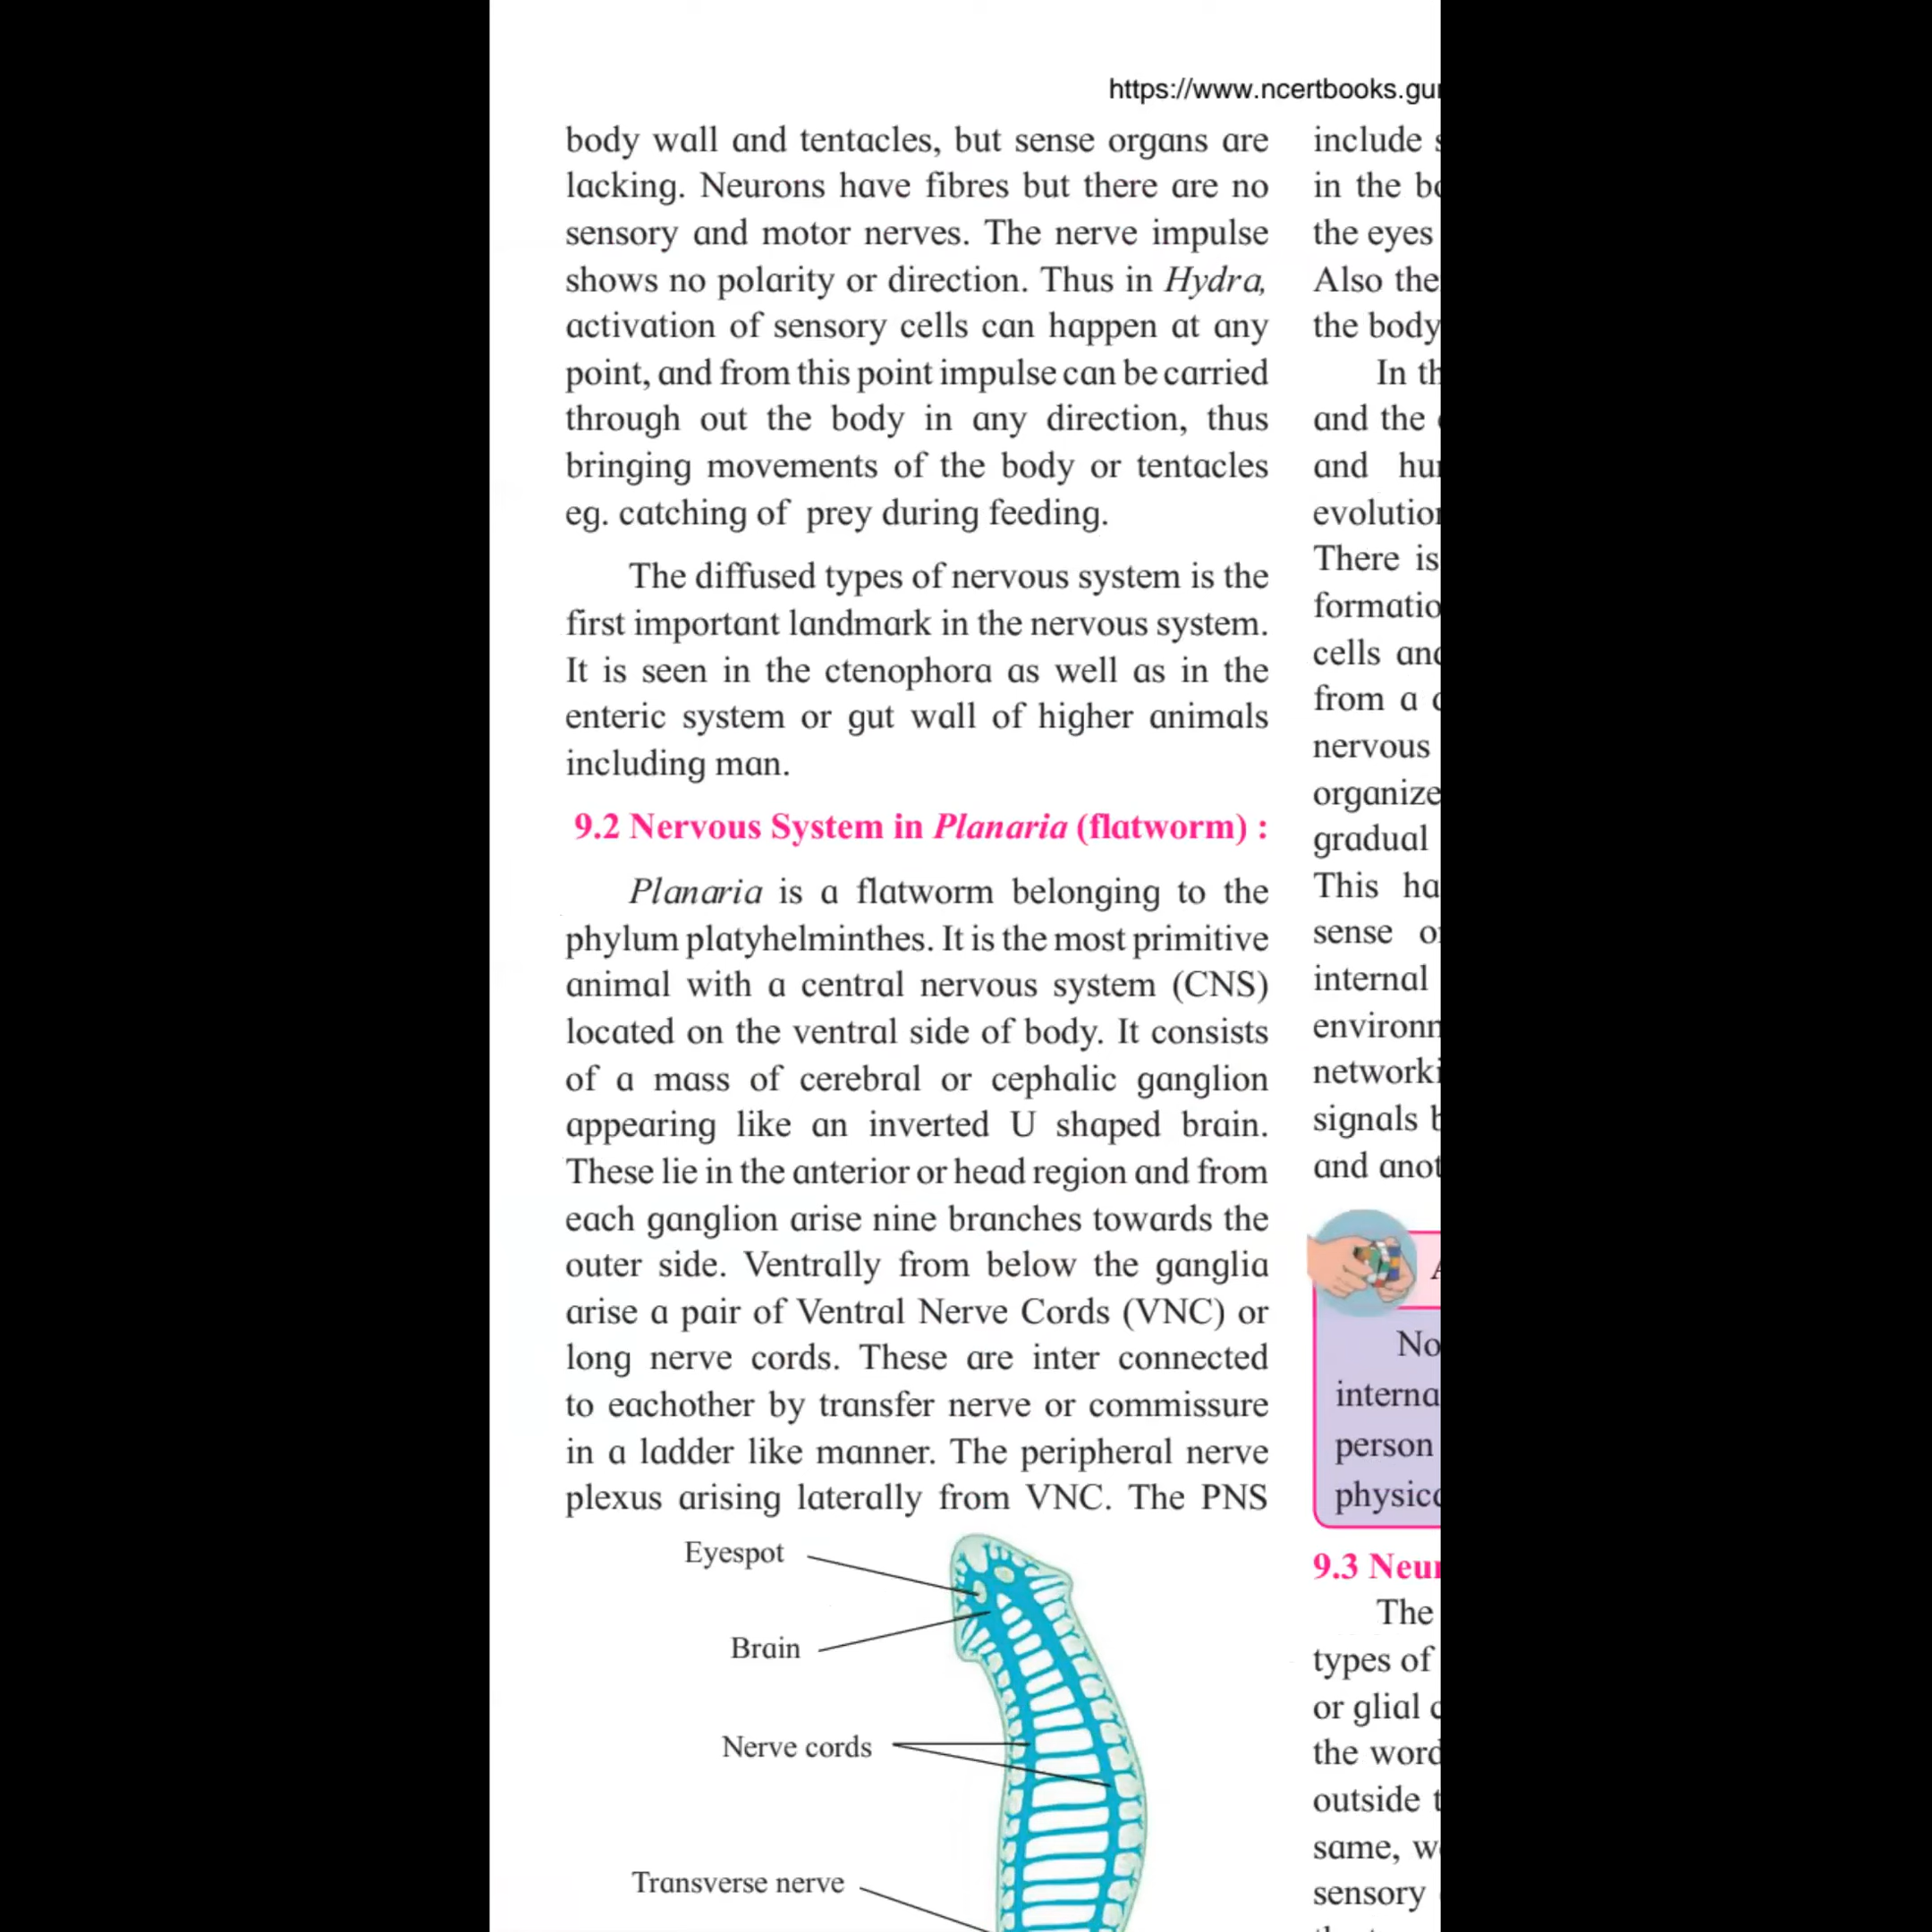 https://www.ncertbooks.gu
body wall and tentacles, but sense organs are
lacking. Neurons have fibres but there are no
sensory and motor nerves. The nerve impulse
shows no polarity or direction. Thus in Hydra,
activation of sensory cells can happen at any
point, and from this point impulse can be carried
through out the body in any direction, thus
bringing movements of the body or tentacles
eg. catching of prey during feeding.
The diffused types of nervous system is the
first important landmark in the nervous system.
It is seen in the ctenophora as well as in the
enteric system or gut wall of higher animals
including man.
9.2 Nervous System in Planaria (flatworm) :
Planaria is a flatworm belonging to the
phylum platyhelminthes. It is the most primitive
animal with a central nervous system (CNS)
located on the ventral side of body. It consists
of a mass of cerebral or cephalic ganglion
appearing like an inverted U shaped brain.
These lie in the anterior or head region and from
each ganglion arise nine branches towards the
outer side. Ventrally from below the ganglia
arise a pair of Ventral Nerve Cords (VNC) or
long nerve cords. These are inter connected
to eachother by transfer nerve or commissure
in a ladder like manner. The peripheral nerve
plexus arising laterally from VNC. The PNS
Eyespot
Brain
Nerve cords
Transverse nerve
include
in the
the eyes
Also the
the body
In
and the
and
There is
cells
from a
nervous
gradual
This
sense
internal
signals
and
person
9.3
The
types of
or glial
the word
outside
same,
sensory